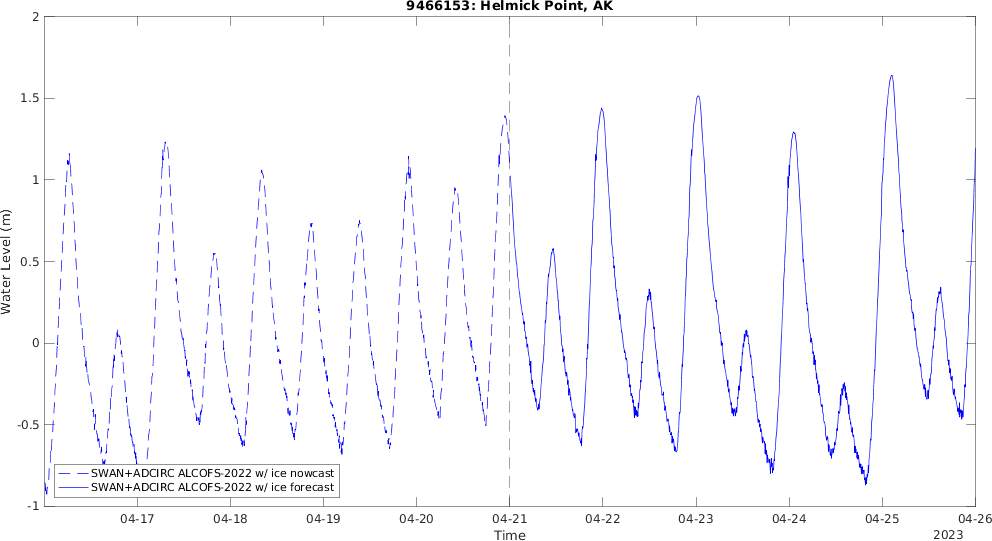 9466153: Helmick Point, AK
2
1.5
1
0.5
0
-0.5
-1
Water Level (m)
SWAN+ADCIRC ALCOFS-2022 w/ ice nowcast
SWAN+ADCIRC ALCOFS-2022 w/ ice forecast
04-17 04-18 04-19 04-20 04-21 04-22 04-23 04-24 04-25 04-26
Time
2023